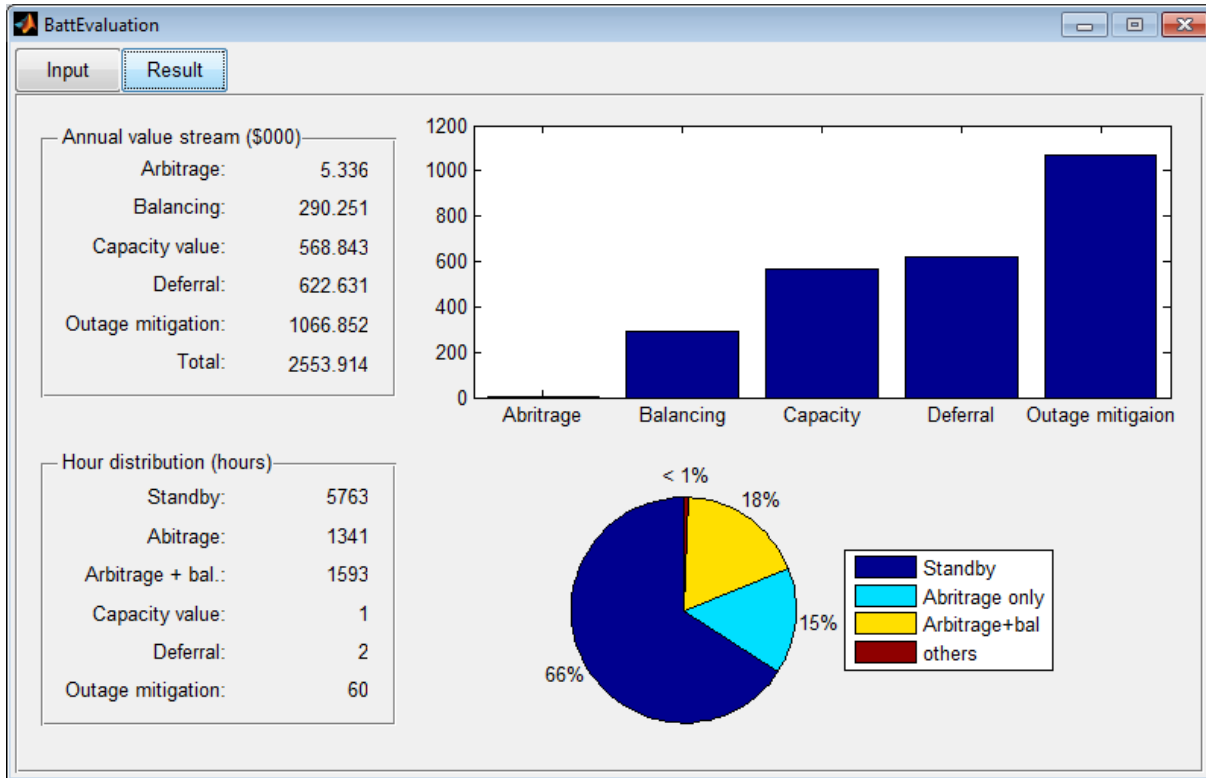 BattEvaluation
Input Result
Annual value stream ($000)
Arbitrage: 5.336
Balancing: 290.251
Capacity value: 568.843
Deferral: 622.631
Outage mitigation: 1066.852
Total: 2553.914
1200
1000
800
600
400
200
0
Abritrage Balancing Capacity Deferral Outage mitigaion
Hour distribution (hours)
Standby: 5763
Abitrage: 1341
Arbitrage + bal.: 1593
Capacity value: 1
Deferral: 2
Outage mitigation: 60
< 1%
18%
15%
66%
Standby
Abritrage only
Arbitrage+bal
others